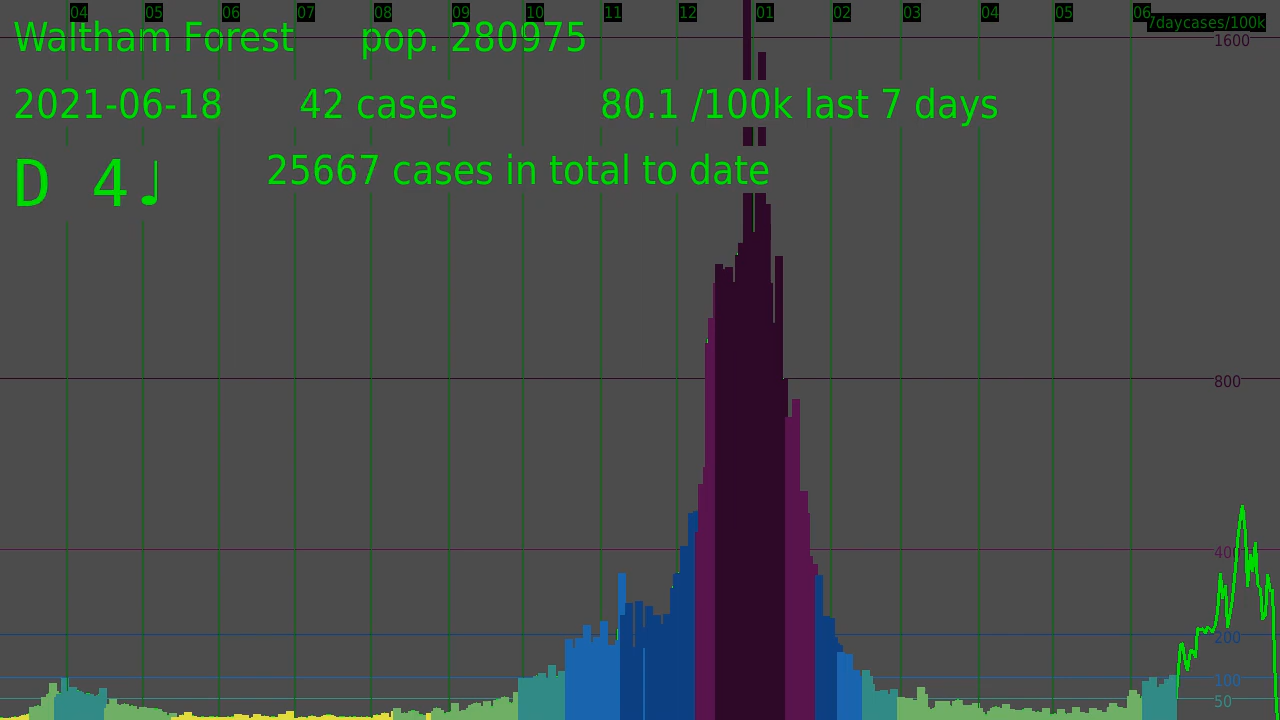 04 05 06 07 08 09 10 11 12 01 02 03 04 05 06
7daycases/100k
Waltham Forest pop. 280975
1600
2021-06-18 42 cases 80.1 /100k last 7 days
D 4♩ 25667 cases in total to date
800
400
200
100
50